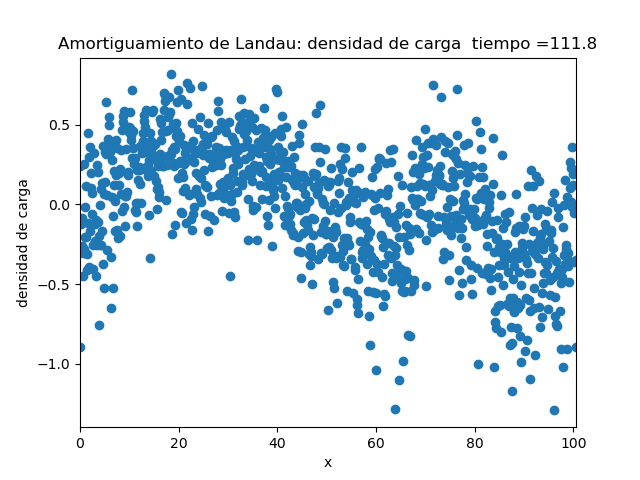 Amortiguamiento de Landau: densidad de carga  tiempo =111.8
0.5
0.0
−0.5
−1.0
densidad de carga
0 20 40 60 80 100
x